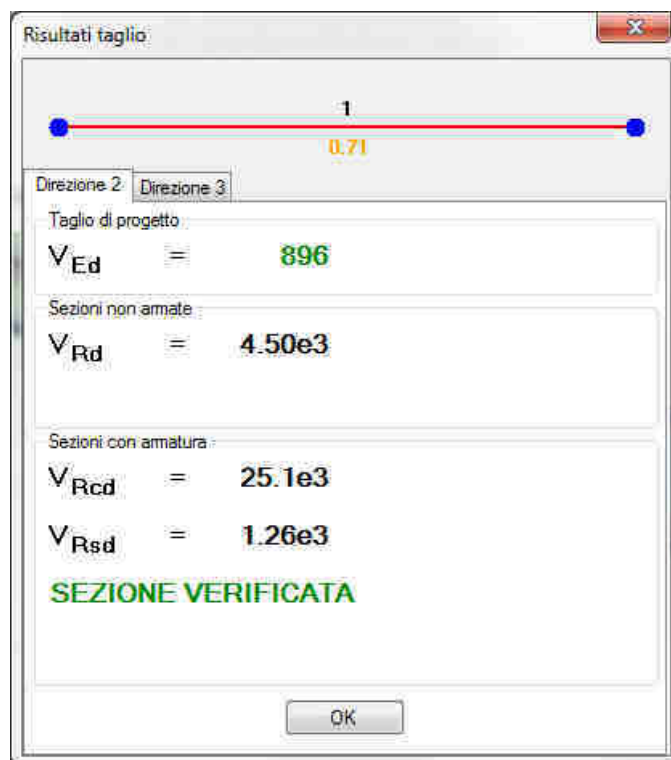 Risultati taglio
1
0.71
Direzione 2 Direzione 3
Taglio di progetto
VEd = 896
Sezioni non armate
VRd = 4.50e3
Sezioni con armatura
VRcd = 25.1e3
VRsd = 1.26e3
SEZIONE VERIFICATA
OK